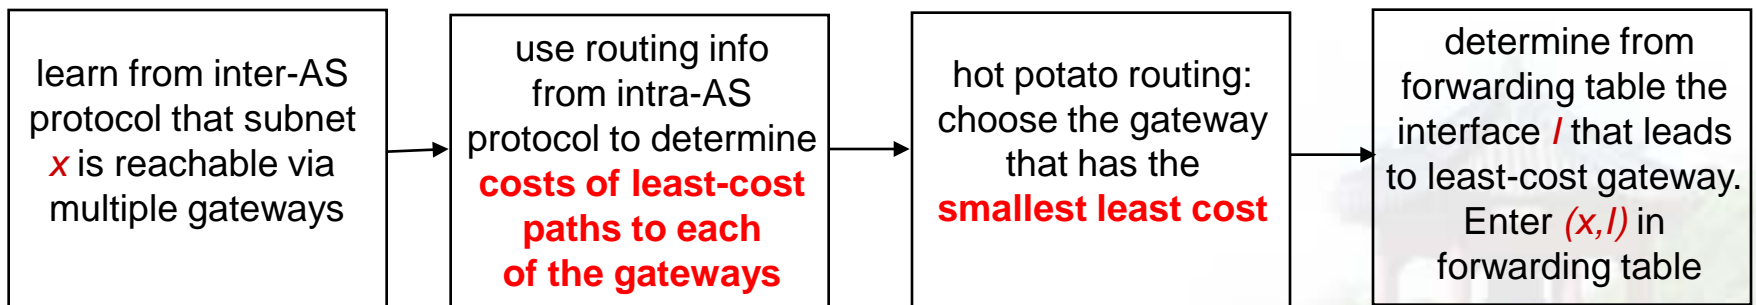 learn from inter-AS
protocol that subnet
x is reachable via
multiple gateways
use routing info
from intra-AS
protocol to determine
costs of least-cost
paths to each
of the gateways
hot potato routing:
choose the gateway
that has the
smallest least cost
determine from
forwarding table the
interface I that leads
to least-cost gateway.
Enter (x,I) in
forwarding table